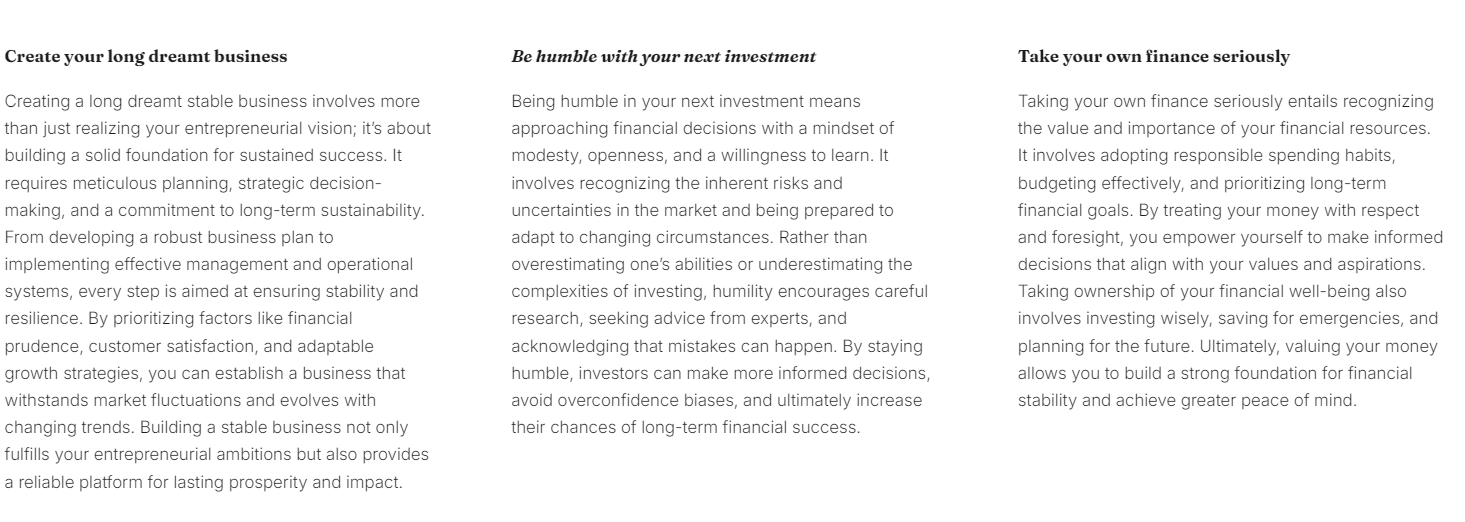 Create your long dreamt business
Creating a long dreamt stable business involves more
than just realizing your entrepreneurial vision; it’s about
building a solid foundation for sustained success. It
requires meticulous planning, strategic decision-
making, and a commitment to long-term sustainability.
From developing a robust business plan to
implementing effective management and operational
systems, every step is aimed at ensuring stability and
resilience. By prioritizing factors like financial
prudence, customer satisfaction, and adaptable
growth strategies, you can establish a business that
withstands market fluctuations and evolves with
changing trends. Building a stable business not only
fulfills your entrepreneurial ambitions but also provides
a reliable platform for lasting prosperity and impact.
Be humble with your next investment
Being humble in your next investment means
approaching financial decisions with a mindset of
modesty, openness, and a willingness to learn. It
involves recognizing the inherent risks and
uncertainties in the market and being prepared to
adapt to changing circumstances. Rather than
overestimating one’s abilities or underestimating the
complexities of investing, humility encourages careful
research, seeking advice from experts, and
acknowledging that mistakes can happen. By staying
humble, investors can make more informed decisions,
avoid overconfidence biases, and ultimately increase
their chances of long-term financial success.
Take your own finance seriously
Taking your own finance seriously entails recognizing
the value and importance of your financial resources.
It involves adopting responsible spending habits,
budgeting effectively, and prioritizing long-term
financial goals. By treating your money with respect
and foresight, you empower yourself to make informed
decisions that align with your values and aspirations.
Taking ownership of your financial well-being also
involves investing wisely, saving for emergencies, and
planning for the future. Ultimately, valuing your money
allows you to build a strong foundation for financial
stability and achieve greater peace of mind.